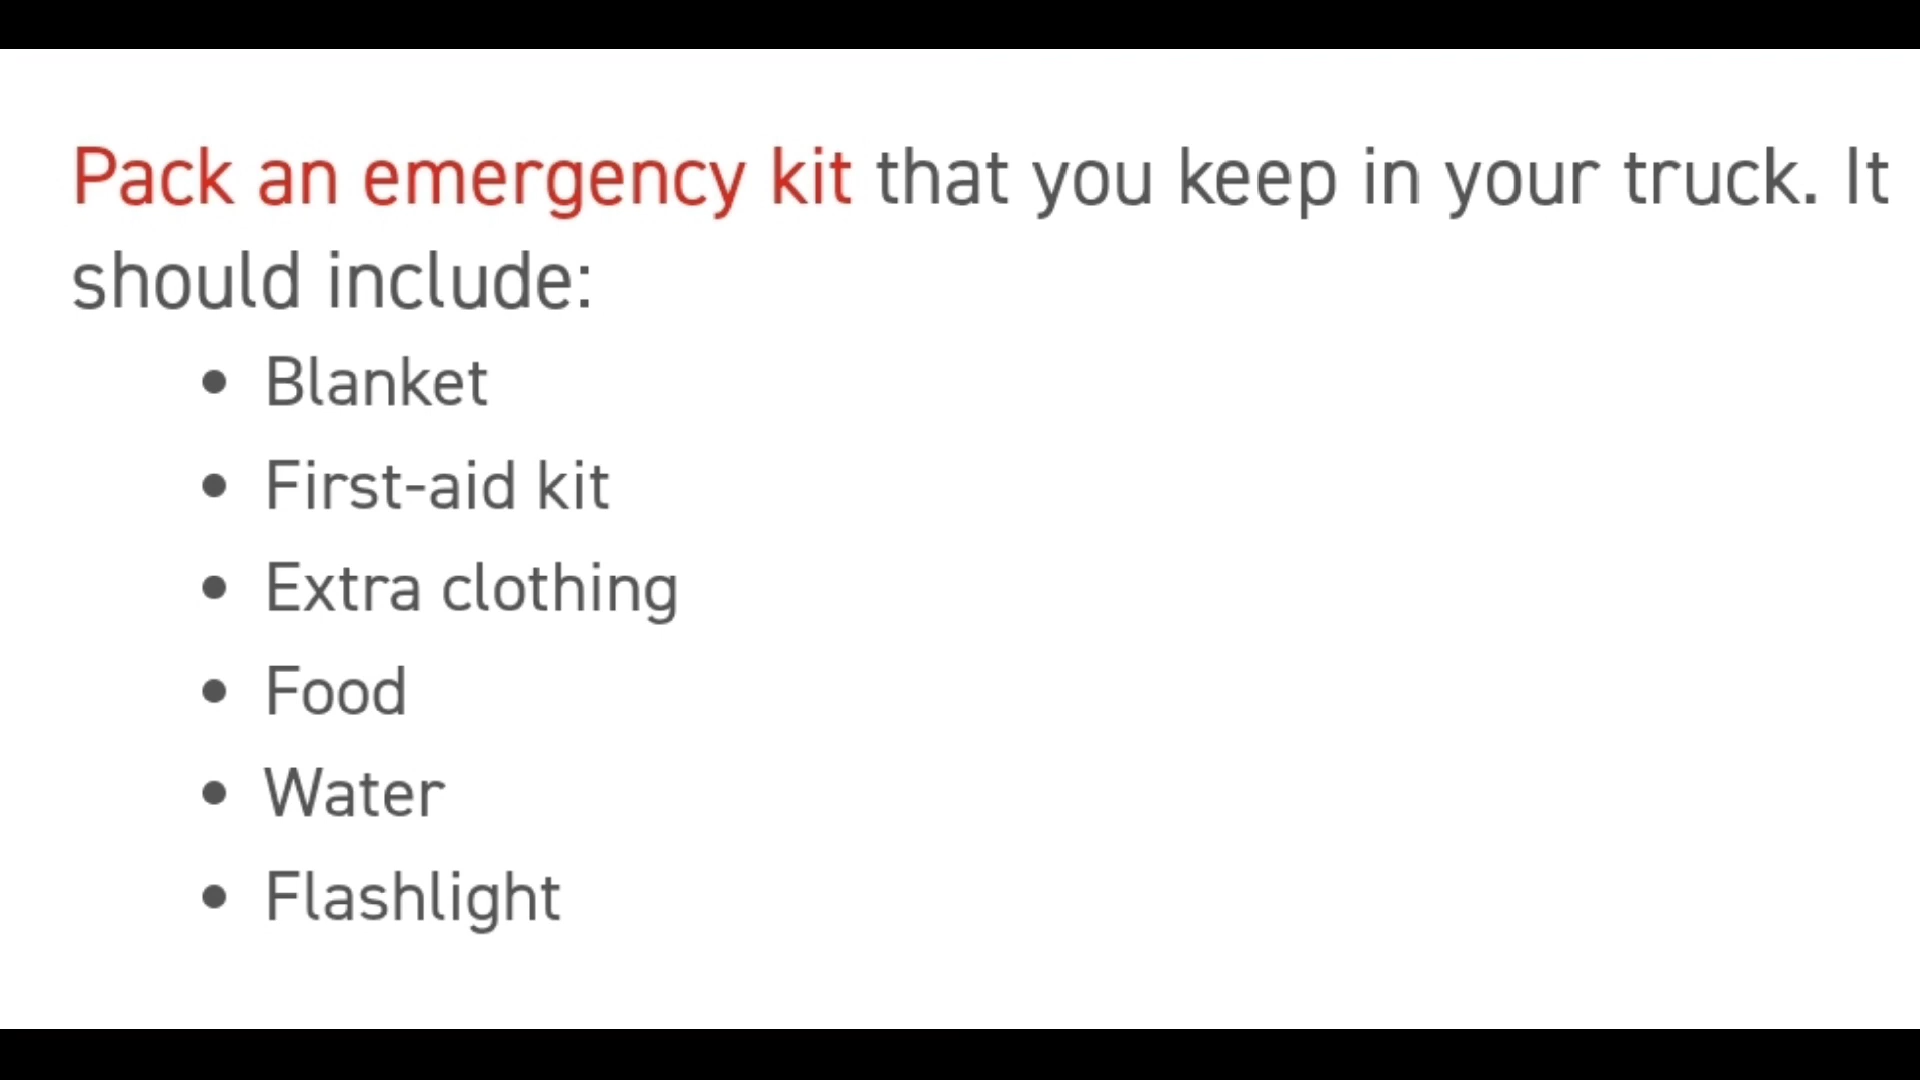 Pack an emergency kit that you keep in your truck. It
should include:
• Blanket
• First-aid kit
• Extra clothing
• Food
• Water
• Flashlight